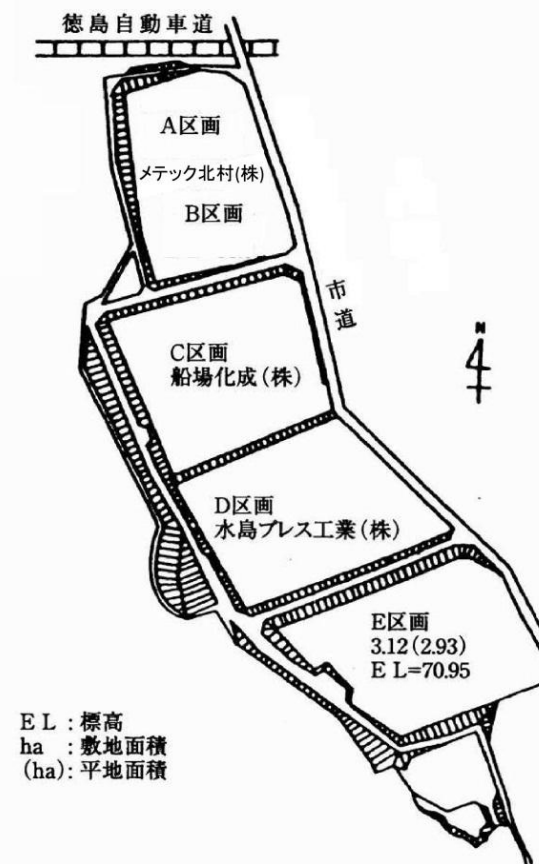 徳島自動車道
A区画
メテック北村(株)
B区画
市道
N
C区画
船場化成(株)
D区画
水島プレス工業(株)
E区画
3.12(2.93)
E L=70.95
E L : 標高
ha : 敷地面積
(ha): 平地面積